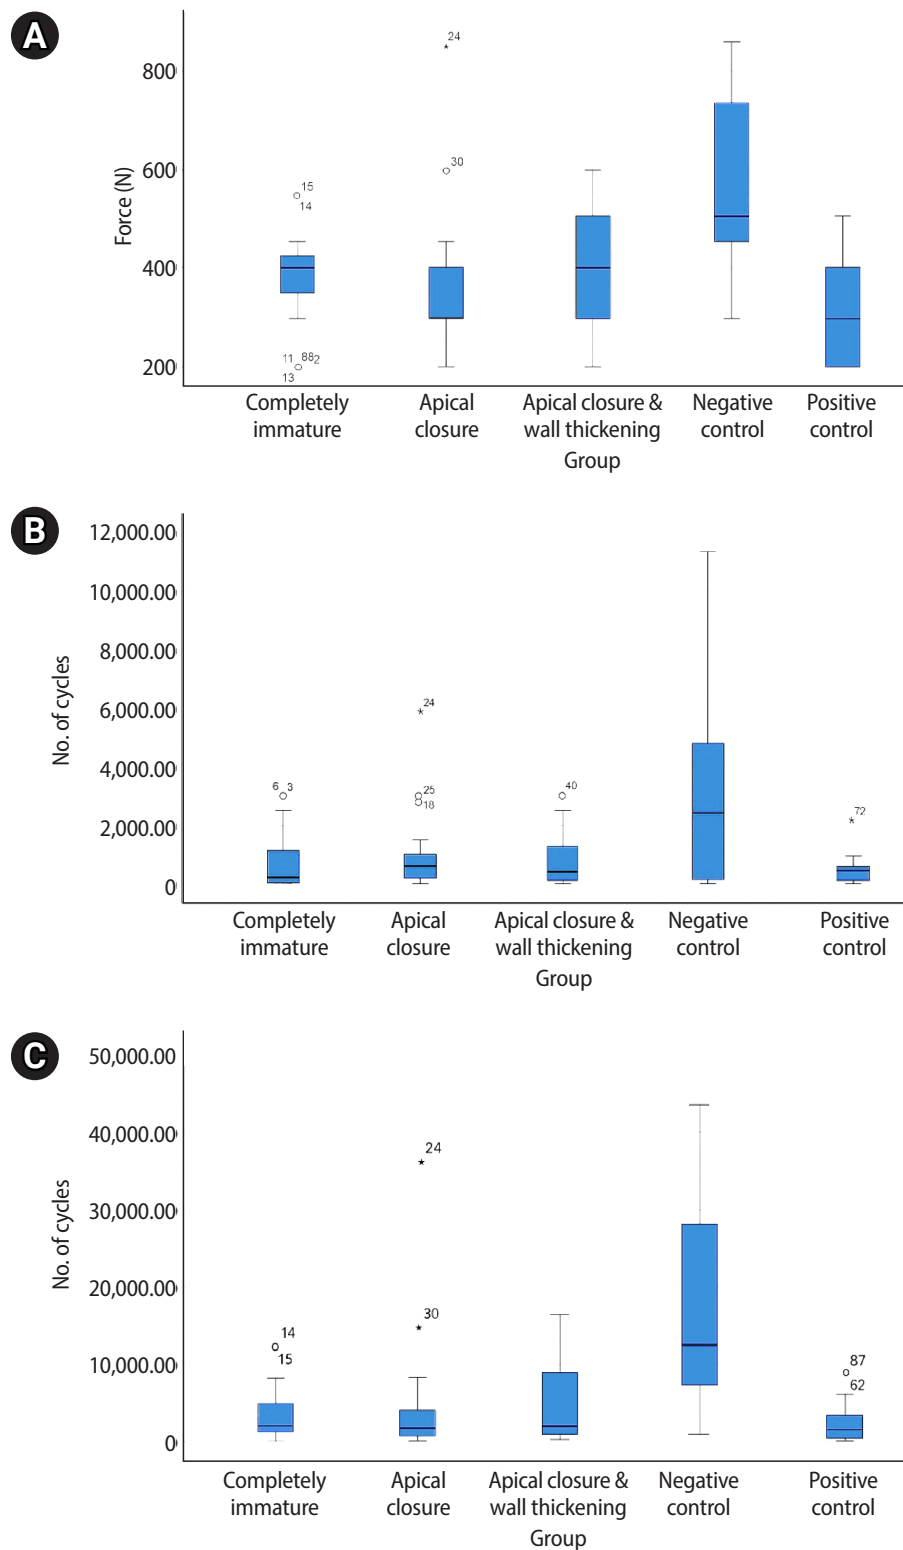 A
24
800
30
600
15
14
Force (N)
400
11 882
200
13
Completely immature
Apical closure
Apical closure & wall thickening
Negative control
Positive control
Group
B
12,000.00
10,000.00
8,000.00
No. of cycles
6,000.00
24
4,000.00
6 3
25
18
40
2,000.00
72
0
Completely immature
Apical closure
Apical closure & wall thickening
Negative control
Positive control
Group
C
50,000.00
40,000.00
24
30,000.00
No. of cycles
20,000.00
14
15
30
10,000.00
87
62
0
Completely immature
Apical closure
Apical closure & wall thickening
Negative control
Positive control
Group